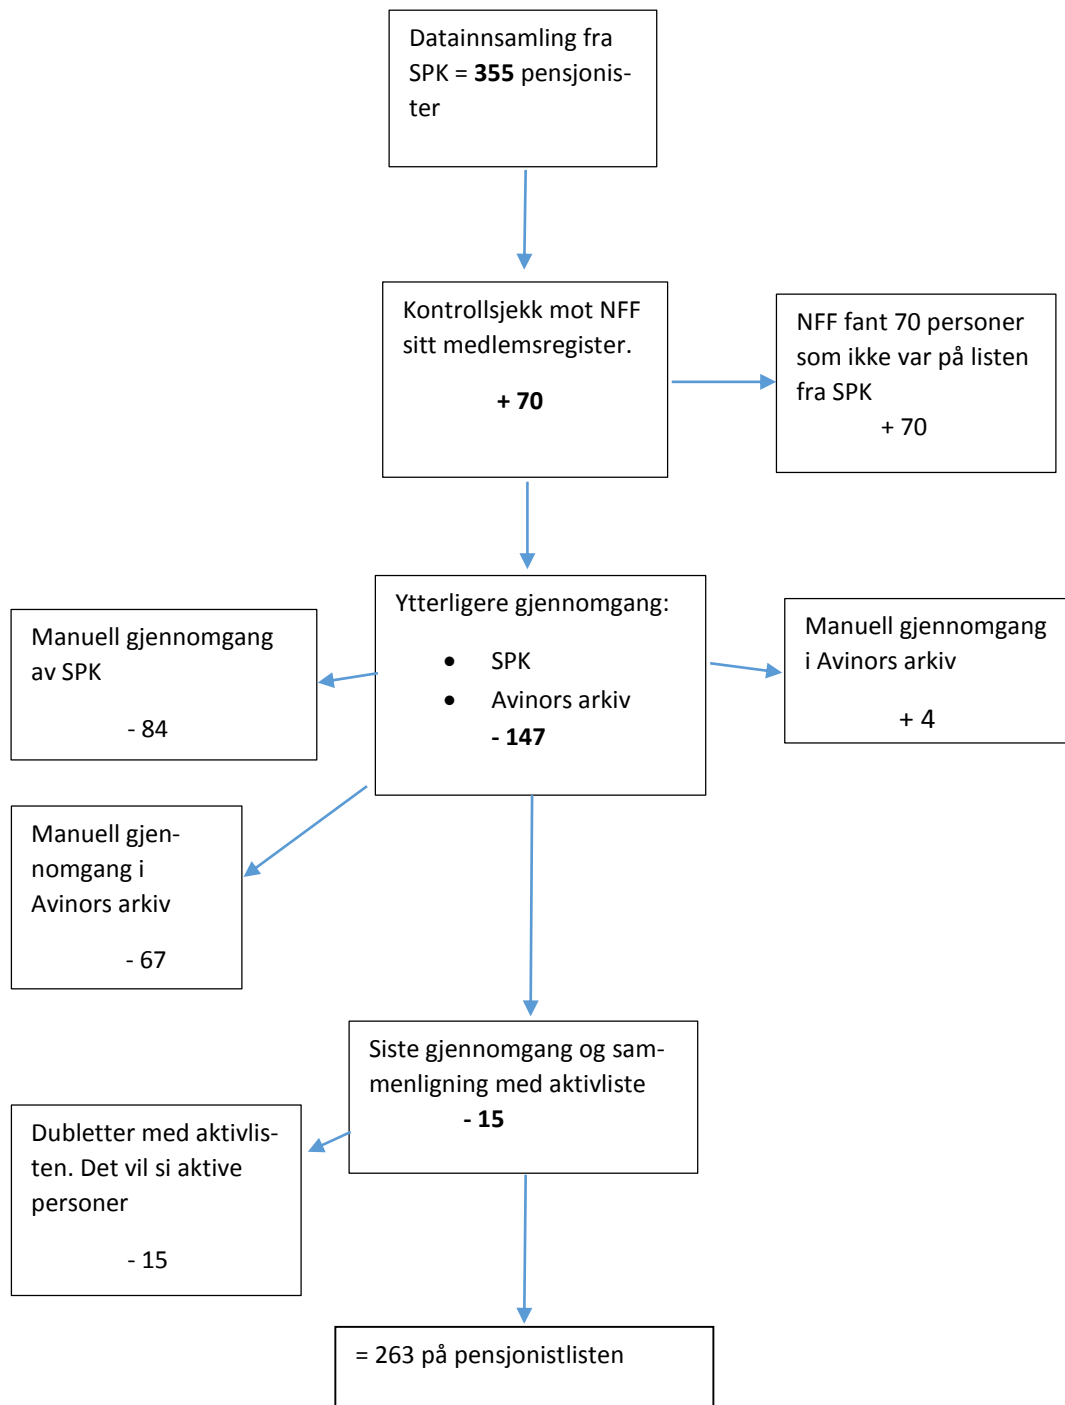 Datainnsamling fra
SPK = 355 pensjonis-
ter
Kontrollsjekk mot NFF
sitt medlemsregister.
+ 70
NFF fant 70 personer
som ikke var på listen
fra SPK
+ 70
Ytterligere gjennomgang:
• SPK
• Avinors arkiv
- 147
Manuell gjennomgang
av SPK
- 84
Manuell gjennomgang
i Avinors arkiv
+ 4
Manuell gjen-
nomgang i
Avinors arkiv
- 67
Siste gjennomgang og sam-
menligning med aktivliste
- 15
Dubletter med aktivlis-
ten. Det vil si aktive
personer
- 15
= 263 på pensjonistlisten